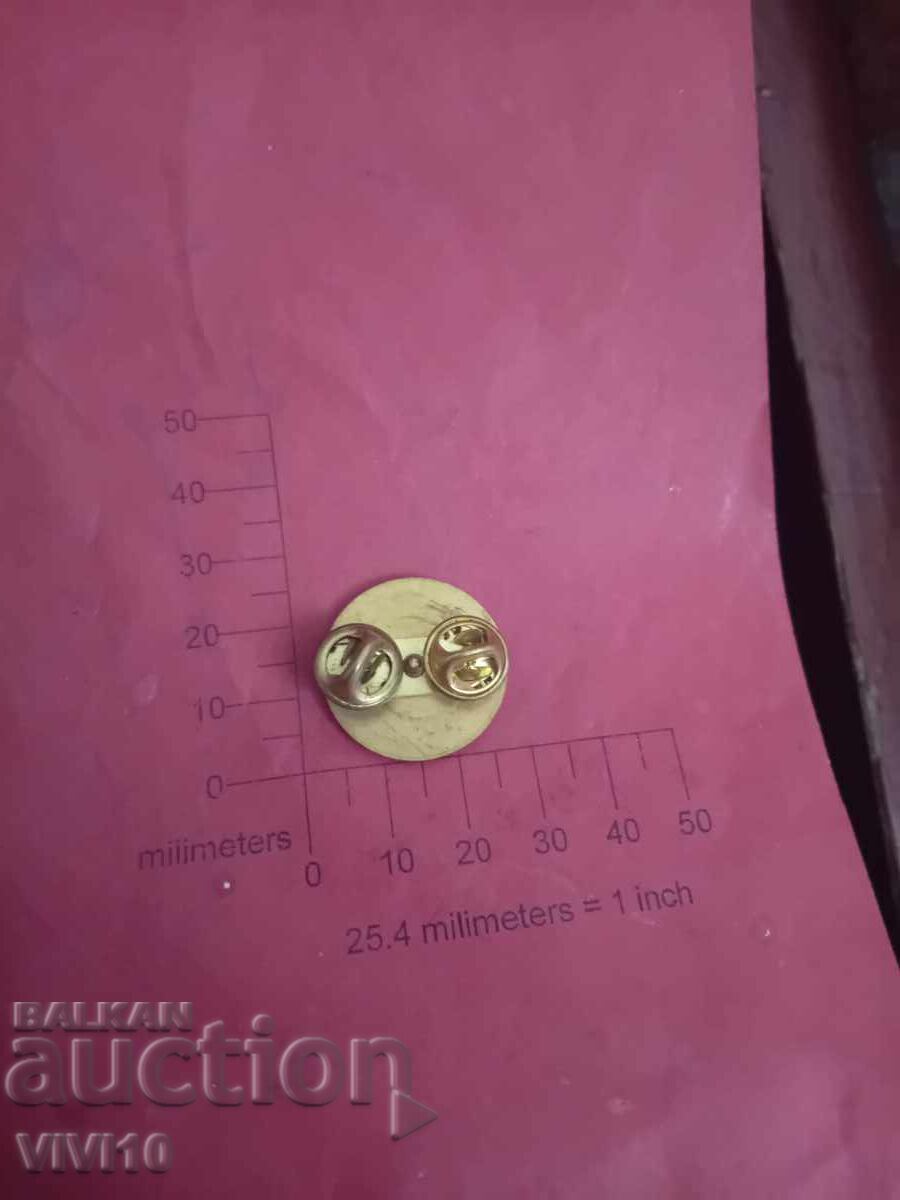 50
40
30
20
10
0
milimeters
0 10 20 30 40 50
25.4 milimeters = 1 inch
BALKAN
auction
VIVI10